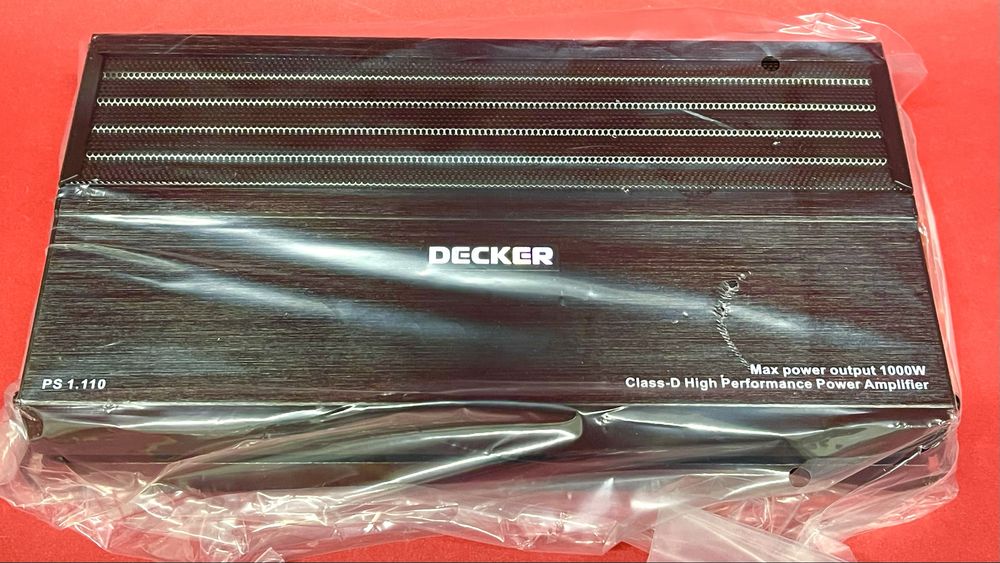 DECKER
PS 1.110
Max power output 1000W
Class-D High Performance Power Amplifier